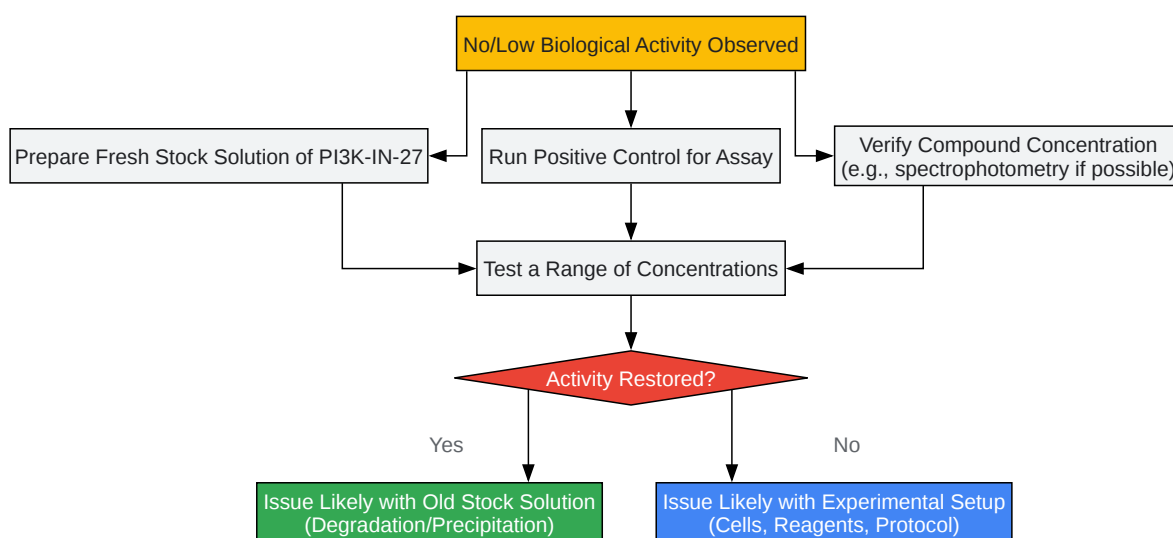 No/Low Biological Activity Observed
Prepare Fresh Stock Solution of PI3K-IN-27
Run Positive Control for Assay
Verify Compound Concentration
(e.g., spectrophotometry if possible)
Test a Range of Concentrations
Activity Restored?
Yes
No
Issue Likely with Old Stock Solution
(Degradation/Precipitation)
Issue Likely with Experimental Setup
(Cells, Reagents, Protocol)